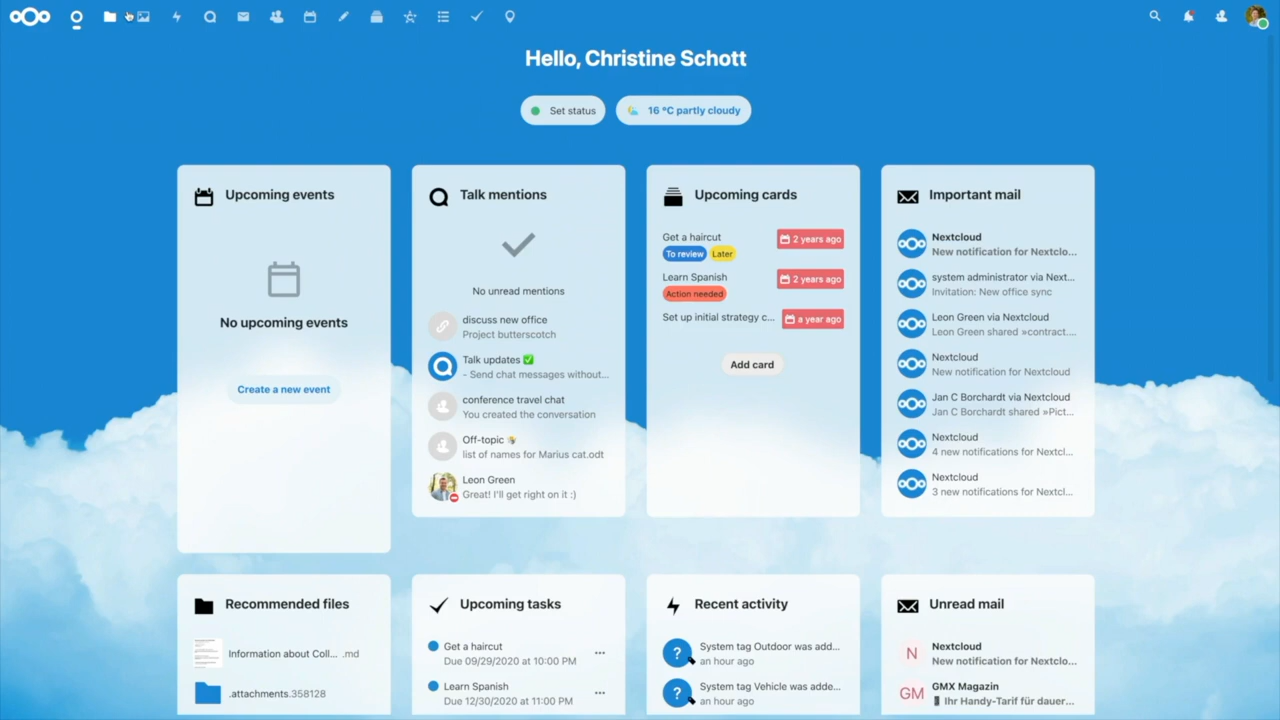 Hello, Christine Schott
Set status
16 °C partly cloudy
Upcoming events
No upcoming events
Create a new event
Talk mentions
No unread mentions
discuss new office
Project butterscotch
Talk updates ✅
- Send chat messages without...
conference travel chat
You created the conversation
Off-topic
list of names for Marius cat.odt
Leon Green
Great! I'll get right on it :)
Upcoming cards
Get a haircut
2 years ago
To review Later
Learn Spanish
2 years ago
Action needed
Set up initial strategy c...
a year ago
Add card
Important mail
Nextcloud
New notification for Nextclo...
system administrator via Next...
Invitation: New office sync
Leon Green via Nextcloud
Leon Green shared »contract....
Nextcloud
New notification for Nextcloud
Jan C Borchardt via Nextcloud
Jan C Borchardt shared »Pict...
Nextcloud
4 new notifications for Nextcl...
Nextcloud
3 new notifications for Nextcl...
Recommended files
Information about Coll... .md
.attachments.358128
Upcoming tasks
Get a haircut
Due 09/29/2020 at 10:00 PM
Learn Spanish
Due 12/30/2020 at 11:00 PM
Recent activity
?
System tag Outdoor was add...
an hour ago
?
System tag Vehicle was adde...
an hour ago
Unread mail
N
Nextcloud
New notification for Nextclo...
GM
GMX Magazin
Ihr Handy-Tarif für dauer...